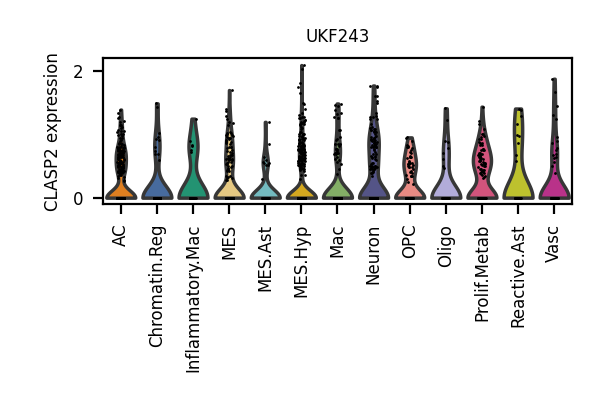 UKF243
CLASP2 expression
2
0
AC
Chromatin.Reg
Inflammatory.Mac
MES
MES.Ast
MES.Hyp
Mac
Neuron
OPC
Oligo
Prolif.Metab
Reactive.Ast
Vasc